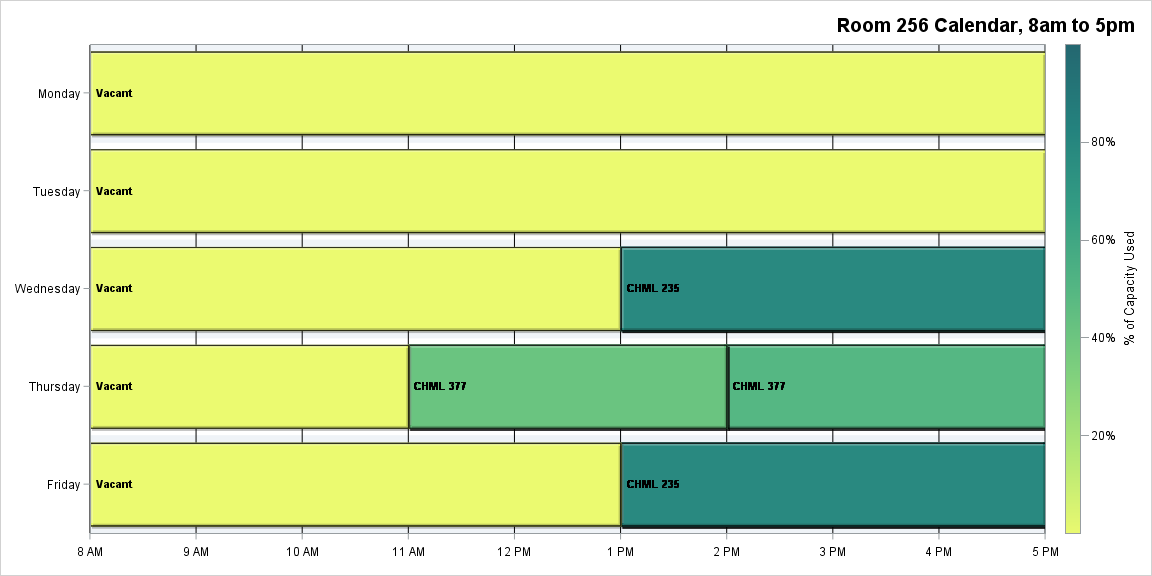 Room 256 Calendar, 8am to 5pm
Monday
Vacant
Tuesday
Vacant
Wednesday
Vacant
CHML 235
Thursday
Vacant
CHML 377
CHML 377
Friday
Vacant
CHML 235
8 AM
9 AM
10 AM
11 AM
12 PM
1 PM
2 PM
3 PM
4 PM
5 PM
80%
60%
40%
20%
% of Capacity Used